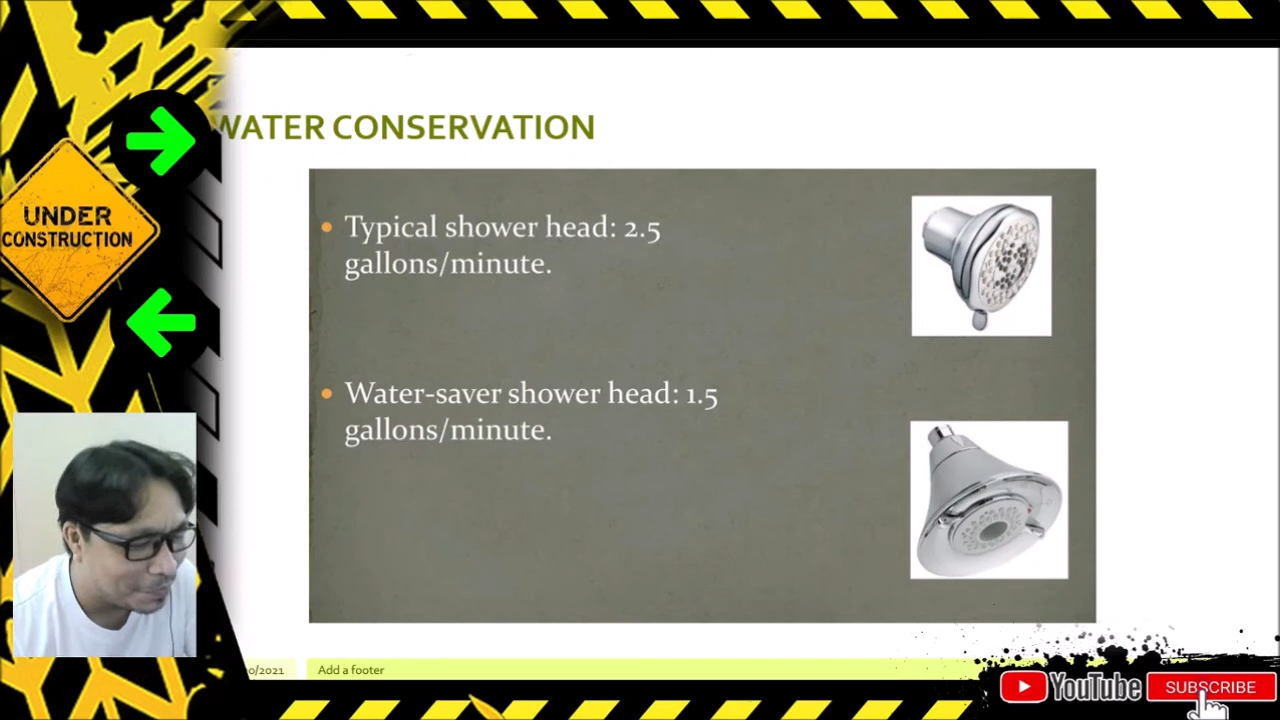 WATER CONSERVATION
UNDER
CONSTRUCTION
Typical shower head: 2.5
gallons/minute.
Water-saver shower head: 1.5
gallons/minute.
0/2021
Add a footer
YouTube
SUBSCRIBE